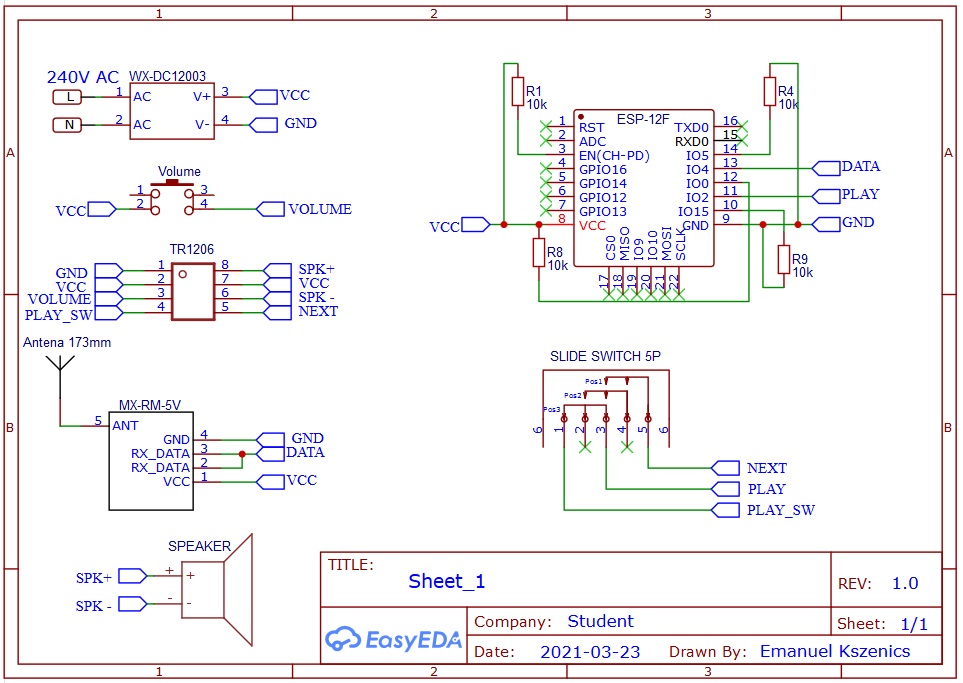 1 2 3
A
A
B
B
240V AC WX-DC12003
L 1 AC V+ 3 VCC
N 2 AC V- 4 GND
Volume
1 3
VCC 2 4 VOLUME
TR1206
GND 1 8 SPK+
VCC 2 7 VCC
VOLUME 3 6 SPK -
PLAY_SW 4 5 NEXT
Antena 173mm
MX-RM-5V
5 ANT
GND 4 GND
RX_DATA 3 DATA
RX_DATA 2
VCC 1 VCC
SPEAKER
SPK+ + +
SPK - - -
R1
10k
R4
10k
ESP-12F
1 RST TXD0 16
2 ADC RXD0 15
3 EN(CH-PD) IO5 14
4 GPIO16 IO4 13 DATA
5 GPIO14 IO0 12
6 GPIO12 IO2 11 PLAY
7 GPIO13 IO15 10
VCC 8 VCC GND 9 GND
CS0 MISO IO9 IO10 MOSI SCLK
17 18 19 20 21 22
R8
10k
R9
10k
SLIDE SWITCH 5P
Pos1
Pos2
Pos3
6 1 2 3 4 5 6
NEXT
PLAY
PLAY_SW
TITLE:
Sheet_1
REV: 1.0
EasyEDA
Company: Student
Sheet: 1/1
Date: 2021-03-23 Drawn By: Emanuel Kszenics
1 2 3